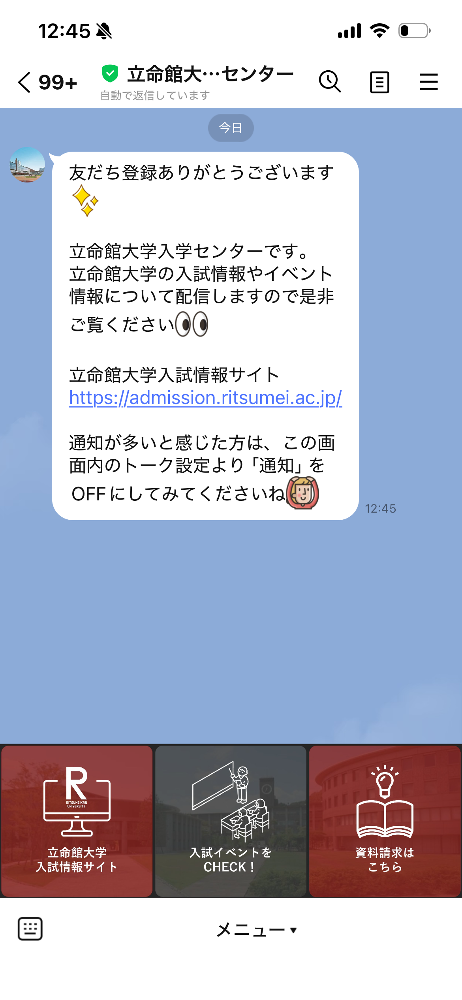 12:45
99+
立命館大…センター
自動で返信しています
今日
友だち登録ありがとうございます
立命館大学入学センターです。
立命館大学の入試情報やイベント
情報について配信しますので是非
ご覧ください
立命館大学入試情報サイト
https://admission.ritsumei.ac.jp/
通知が多いと感じた方は、この画
面内のトーク設定より「通知」を
OFFにしてみてくださいね
12:45
R
RITSUMEIKAN
UNIVERSITY
立命館大学
入試情報サイト
入試イベントを
CHECK！
資料請求は
こちら
メニュー▼